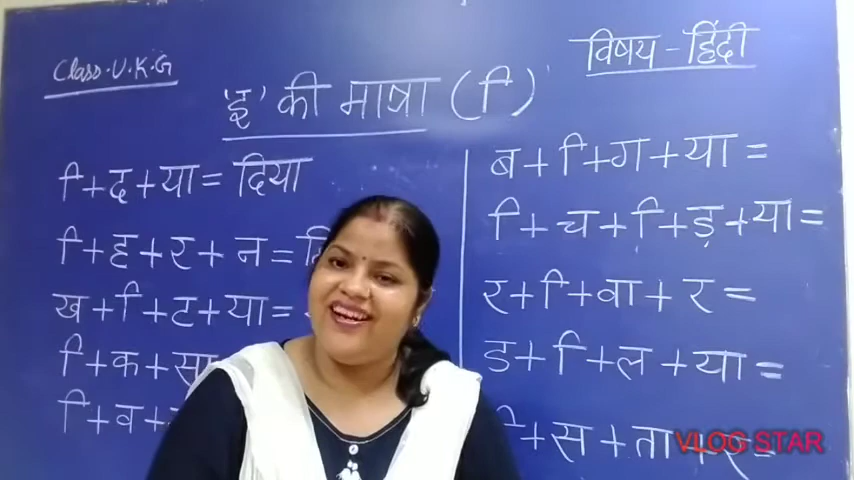 Class.U.K.G
विषय - हिंदी
'इ' की मात्रा ( ि )
ि+द+या= दिया
ि+ह+र+न=हि
ख+ि+ट+या=
ि+क+सा
ि+व+
ब+ि+ग+या=
ि+च+ि+ड़+या=
र+ि+वा+र=
ड+ि+ल+या=
ि+स+ता+र=
VLOG STAR